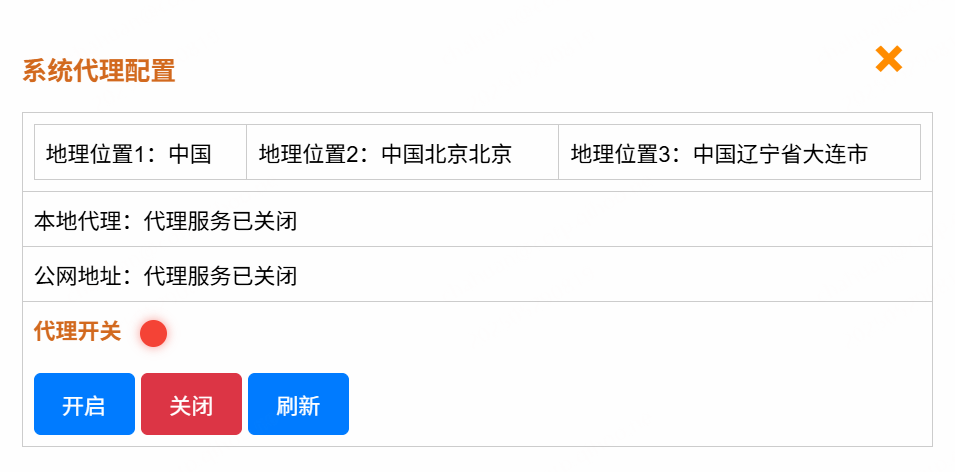 系统代理配置
地理位置1：中国 地理位置2：中国北京北京 地理位置3：中国辽宁省大连市
本地代理：代理服务已关闭
公网地址：代理服务已关闭
代理开关
开启 关闭 刷新